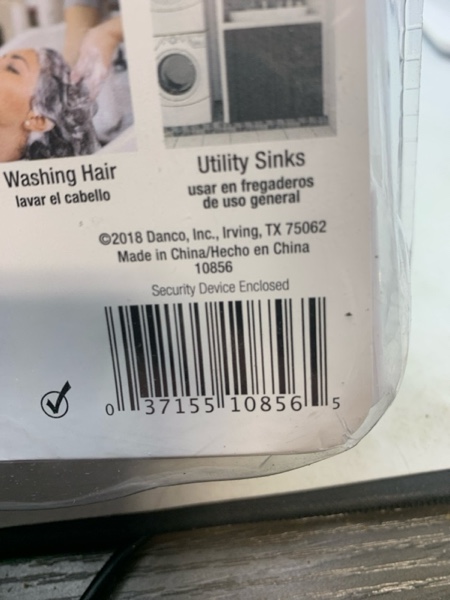 Washing Hair
lavar el cabello
Utility Sinks
usar en fregaderos
de uso general
©2018 Danco, Inc., Irving, TX 75062
Made in China/Hecho en China
10856
Security Device Enclosed
0 37155 10856 5